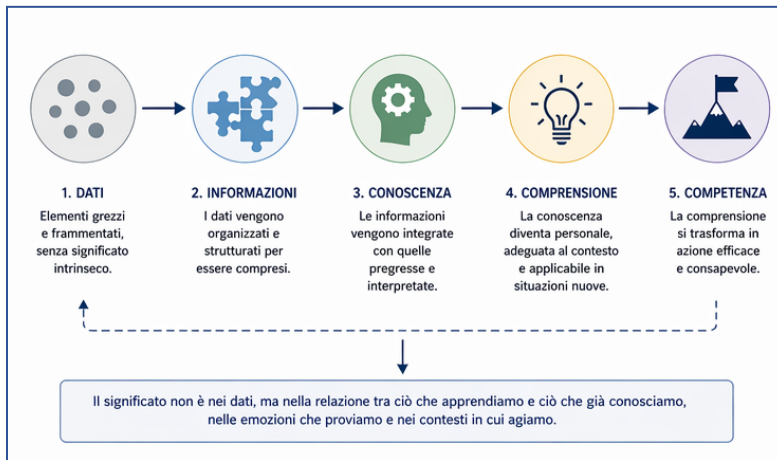 1. DATI
Elementi grezzi
e frammentati,
senza significato
intrinseco.
2. INFORMAZIONI
I dati vengono
organizzati e
strutturati per
essere compresi.
3. CONOSCENZA
Le informazioni
vengono integrate
con quelle
pregresse e
interpretate.
4. COMPRENSIONE
La conoscenza
diventa personale,
adeguata al contesto
e applicabile in
situazioni nuove.
5. COMPETENZA
La comprensione
si trasforma in
azione efficace
e consapevole.
Il significato non è nei dati, ma nella relazione tra ciò che apprendiamo e ciò che già conosciamo,
nelle emozioni che proviamo e nei contesti in cui agiamo.